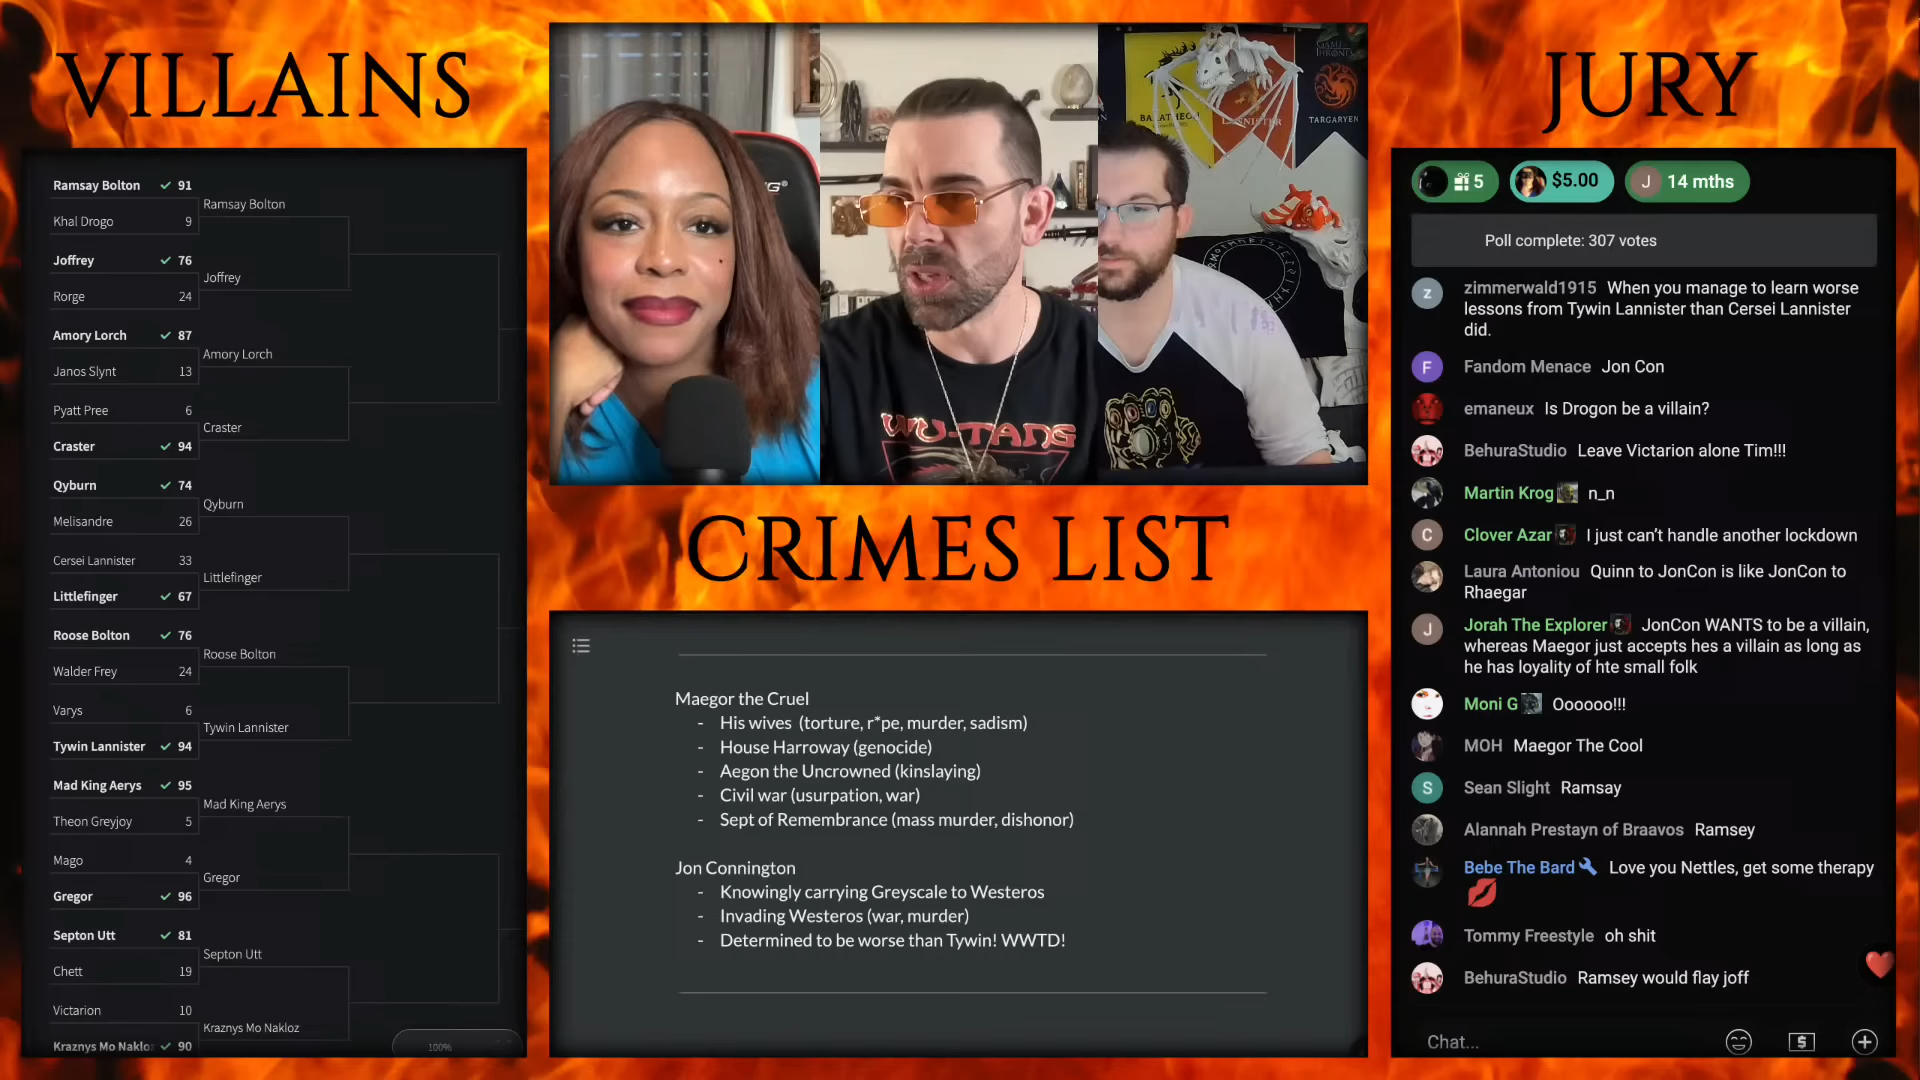 VILLAINS
Ramsay Bolton ✓ 91
Khal Drogo 9
Ramsay Bolton
Joffrey ✓ 76
Rorge 24
Joffrey
Amory Lorch ✓ 87
Janos Slynt 13
Amory Lorch
Pyatt Pree 6
Craster ✓ 94
Craster
Qyburn ✓ 74
Melisandre 26
Qyburn
Cersei Lannister 33
Littlefinger ✓ 67
Littlefinger
Roose Bolton ✓ 76
Walder Frey 24
Roose Bolton
Varys 6
Tywin Lannister ✓ 94
Tywin Lannister
Mad King Aerys ✓ 95
Theon Greyjoy 5
Mad King Aerys
Mago 4
Gregor ✓ 96
Gregor
Septon Utt ✓ 81
Chett 19
Septon Utt
Victarion 10
Kraznys Mo Nakloz ✓ 90
Kraznys Mo Nakloz
100%
GAME OF THRONES
BARATHEON
LANNISTER
TARGARYEN
WU-TANG
CRIMES LIST
Maegor the Cruel
- His wives (torture, r*pe, murder, sadism)
- House Harroway (genocide)
- Aegon the Uncrowned (kinslaying)
- Civil war (usurpation, war)
- Sept of Remembrance (mass murder, dishonor)
Jon Connington
- Knowingly carrying Greyscale to Westeros
- Invading Westeros (war, murder)
- Determined to be worse than Tywin! WWTD!
JURY
5
$5.00
J 14 mths
Poll complete: 307 votes
z zimmerwald1915 When you manage to learn worse
lessons from Tywin Lannister than Cersei Lannister
did.
F Fandom Menace Jon Con
emaneux Is Drogon be a villain?
BehuraStudio Leave Victarion alone Tim!!!
Martin Krog n_n
C Clover Azar I just can't handle another lockdown
Laura Antoniou Quinn to JonCon is like JonCon to
Rhaegar
J Jorah The Explorer JonCon WANTS to be a villain,
whereas Maegor just accepts hes a villain as long as
he has loyality of hte small folk
Moni G Oooooo!!!
MOH Maegor The Cool
S Sean Slight Ramsay
Alannah Prestayn of Braavos Ramsey
Bebe The Bard Love you Nettles, get some therapy
Tommy Freestyle oh shit
BehuraStudio Ramsey would flay joff
Chat...